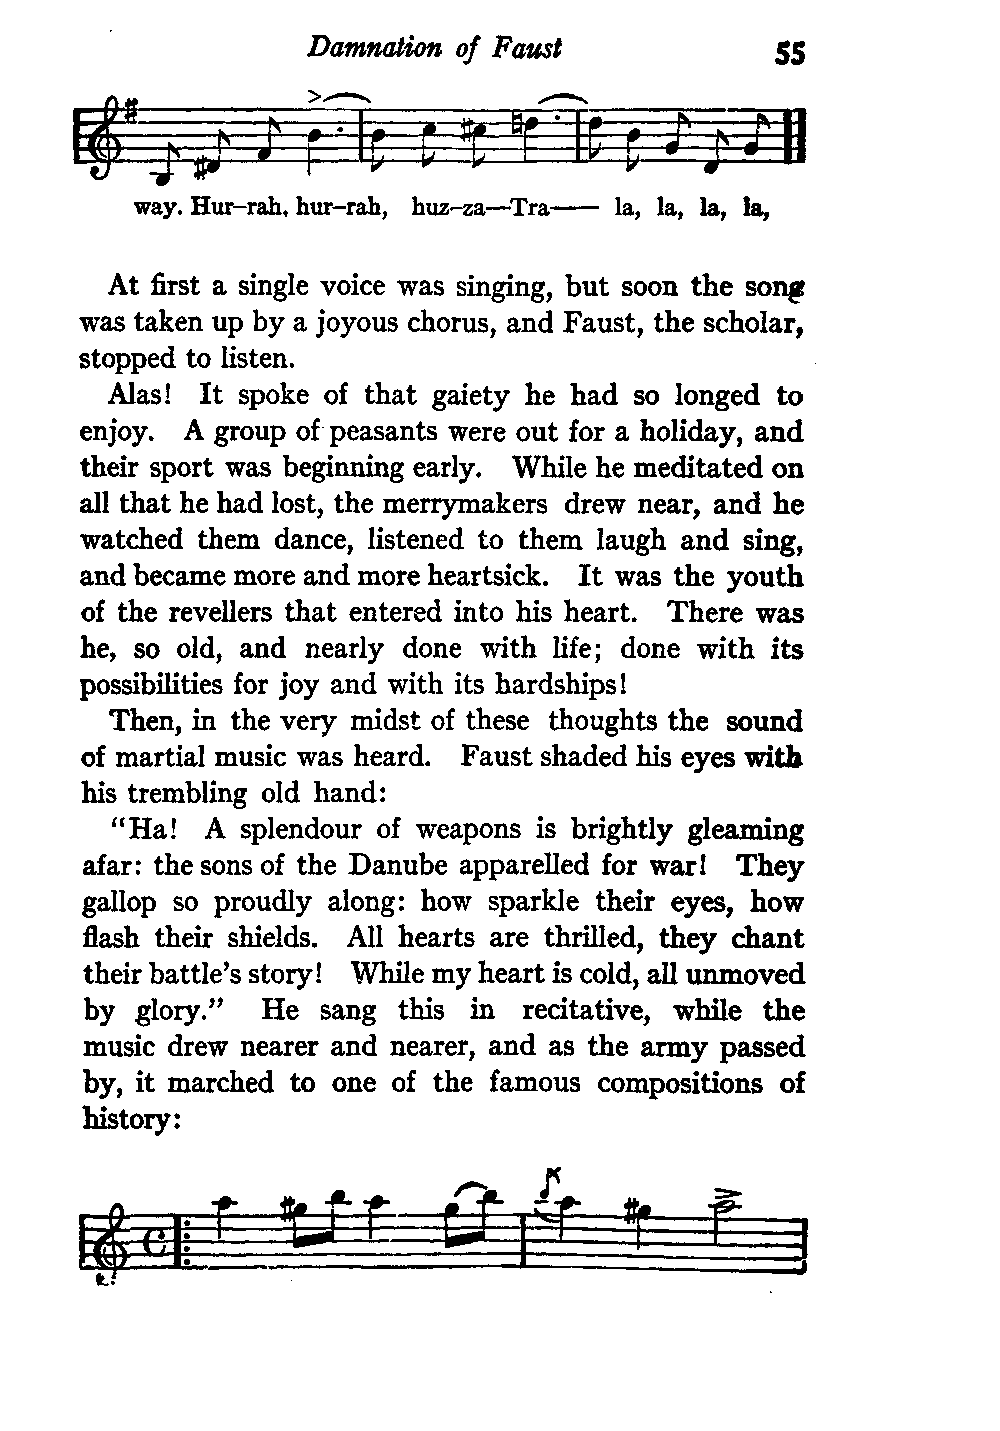 Damnation of Faust 55
way. Hur-rah, hur-rah, huz-za—Tra—— la, la, la, la,
At first a single voice was singing, but soon the song
was taken up by a joyous chorus, and Faust, the scholar,
stopped to listen.
Alas! It spoke of that gaiety he had so longed to
enjoy. A group of peasants were out for a holiday, and
their sport was beginning early. While he meditated on
all that he had lost, the merrymakers drew near, and he
watched them dance, listened to them laugh and sing,
and became more and more heartsick. It was the youth
of the revellers that entered into his heart. There was
he, so old, and nearly done with life; done with its
possibilities for joy and with its hardships!
Then, in the very midst of these thoughts the sound
of martial music was heard. Faust shaded his eyes with
his trembling old hand:
"Ha! A splendour of weapons is brightly gleaming
afar: the sons of the Danube apparelled for war! They
gallop so proudly along: how sparkle their eyes, how
flash their shields. All hearts are thrilled, they chant
their battle's story! While my heart is cold, all unmoved
by glory." He sang this in recitative, while the
music drew nearer and nearer, and as the army passed
by, it marched to one of the famous compositions of
history: